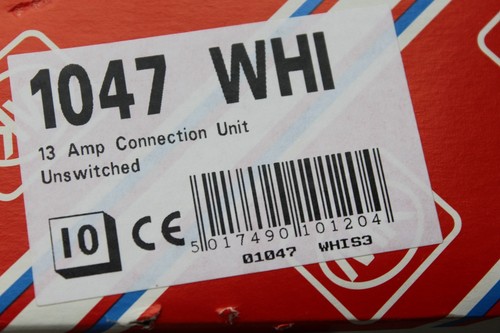 1047 WHI
13 Amp Connection Unit
Unswitched
10 CE
5 017490 101204
01047 WHIS3